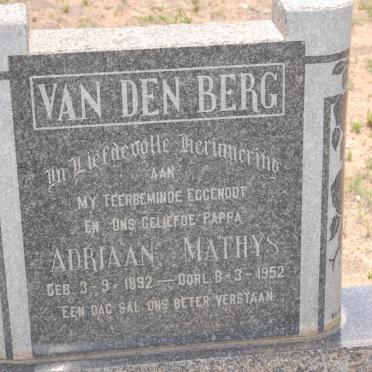 VAN DEN BERG
In Liefdevolle Herinnering
AAN
MY TEERBEMINDE EGGENOOT
EN ONS GELIEFDE PAPPA
ADRIAAN MATHYS
GEB. 3-9-1892 — OORL. 8-3-1952
EEN DAG SAL ONS BETER VERSTAAN